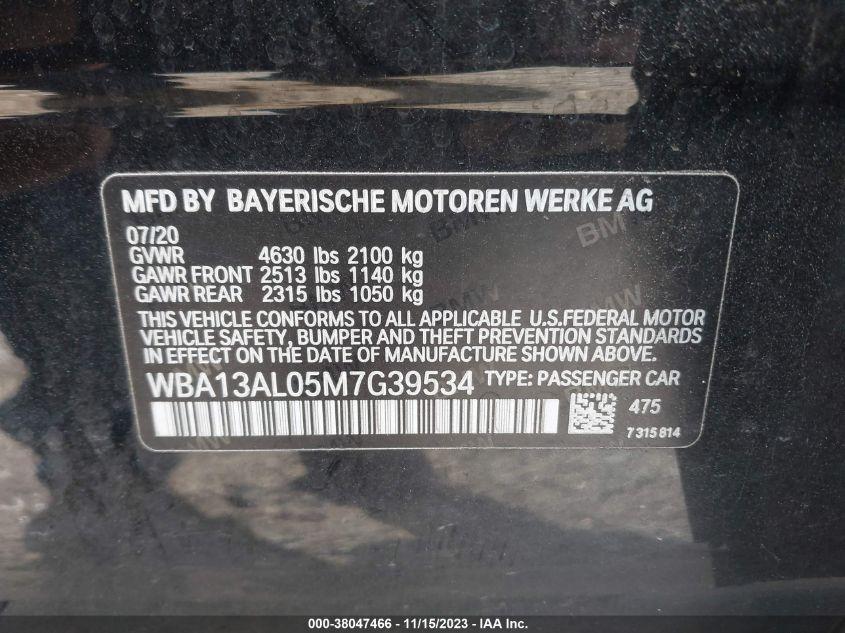 MFD BY BAYERISCHE MOTOREN WERKE AG
07/20
GVWR 4630 lbs 2100 kg
GAWR FRONT 2513 lbs 1140 kg
GAWR REAR 2315 lbs 1050 kg
THIS VEHICLE CONFORMS TO ALL APPLICABLE U.S.FEDERAL MOTOR
VEHICLE SAFETY, BUMPER AND THEFT PREVENTION STANDARDS
IN EFFECT ON THE DATE OF MANUFACTURE SHOWN ABOVE.
WBA13AL05M7G39534 TYPE: PASSENGER CAR
475
7315814
000-38047466 - 11/15/2023 - IAA Inc.